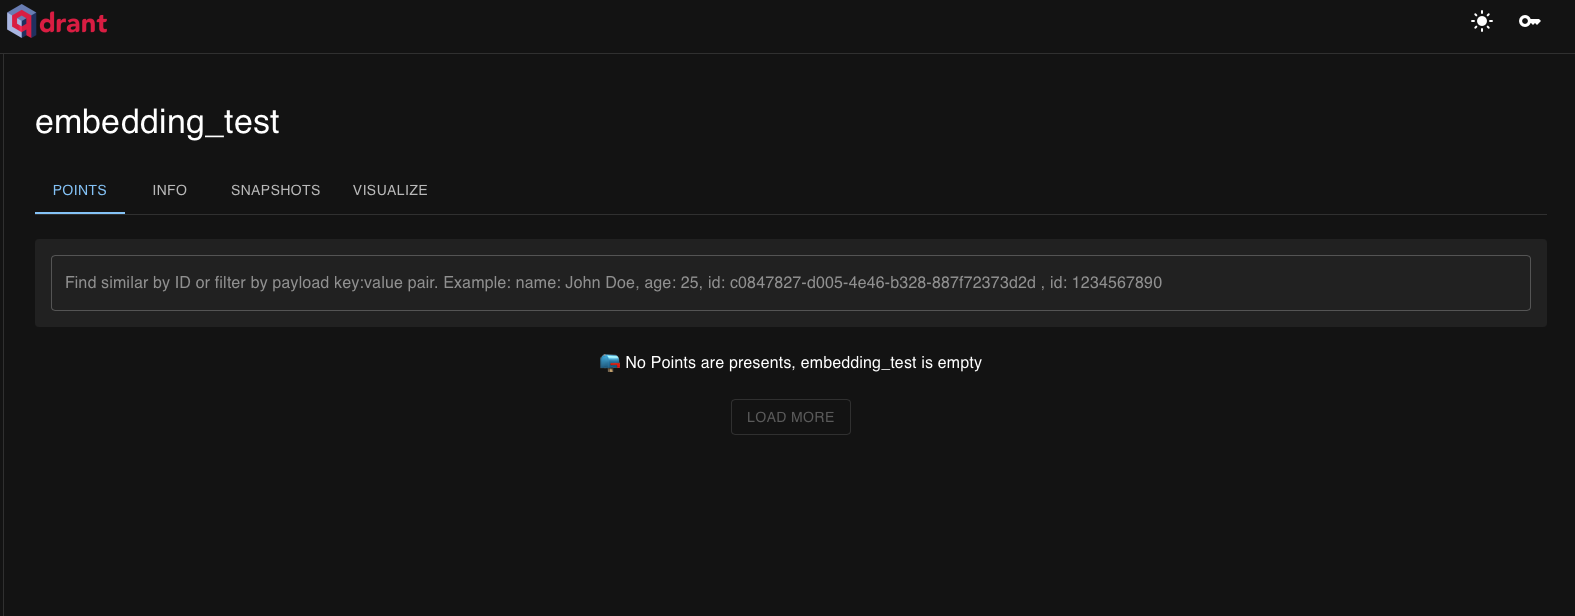 qdrant
embedding_test
POINTS INFO SNAPSHOTS VISUALIZE
Find similar by ID or filter by payload key:value pair. Example: name: John Doe, age: 25, id: c0847827-d005-4e46-b328-887f72373d2d , id: 1234567890
No Points are presents, embedding_test is empty
LOAD MORE